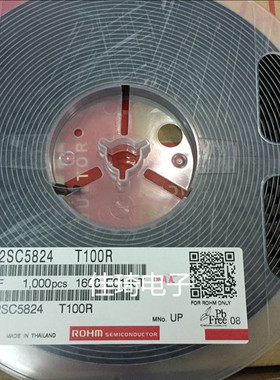 2SC5824 T100R
1,000pcs
2SC5824 T100R
MNo. UP
FOR ROHM ONLY
Pb
Free 08
MADE IN THAILAND
ROHM SEMICONDUCTOR